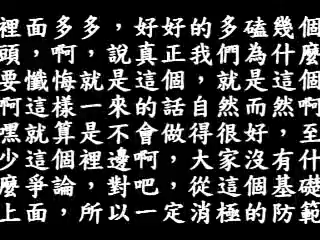 裡面多多，好好的多磕幾個
頭，啊，說真正我們為什麼
要懺悔就是這個，就是這個
啊這樣一來的話自然而然啊
嘿就算是不會做得很好，至
少這個裡邊啊，大家沒有什
麼爭論，對吧，從這個基礎
上面，所以一定消極的防範